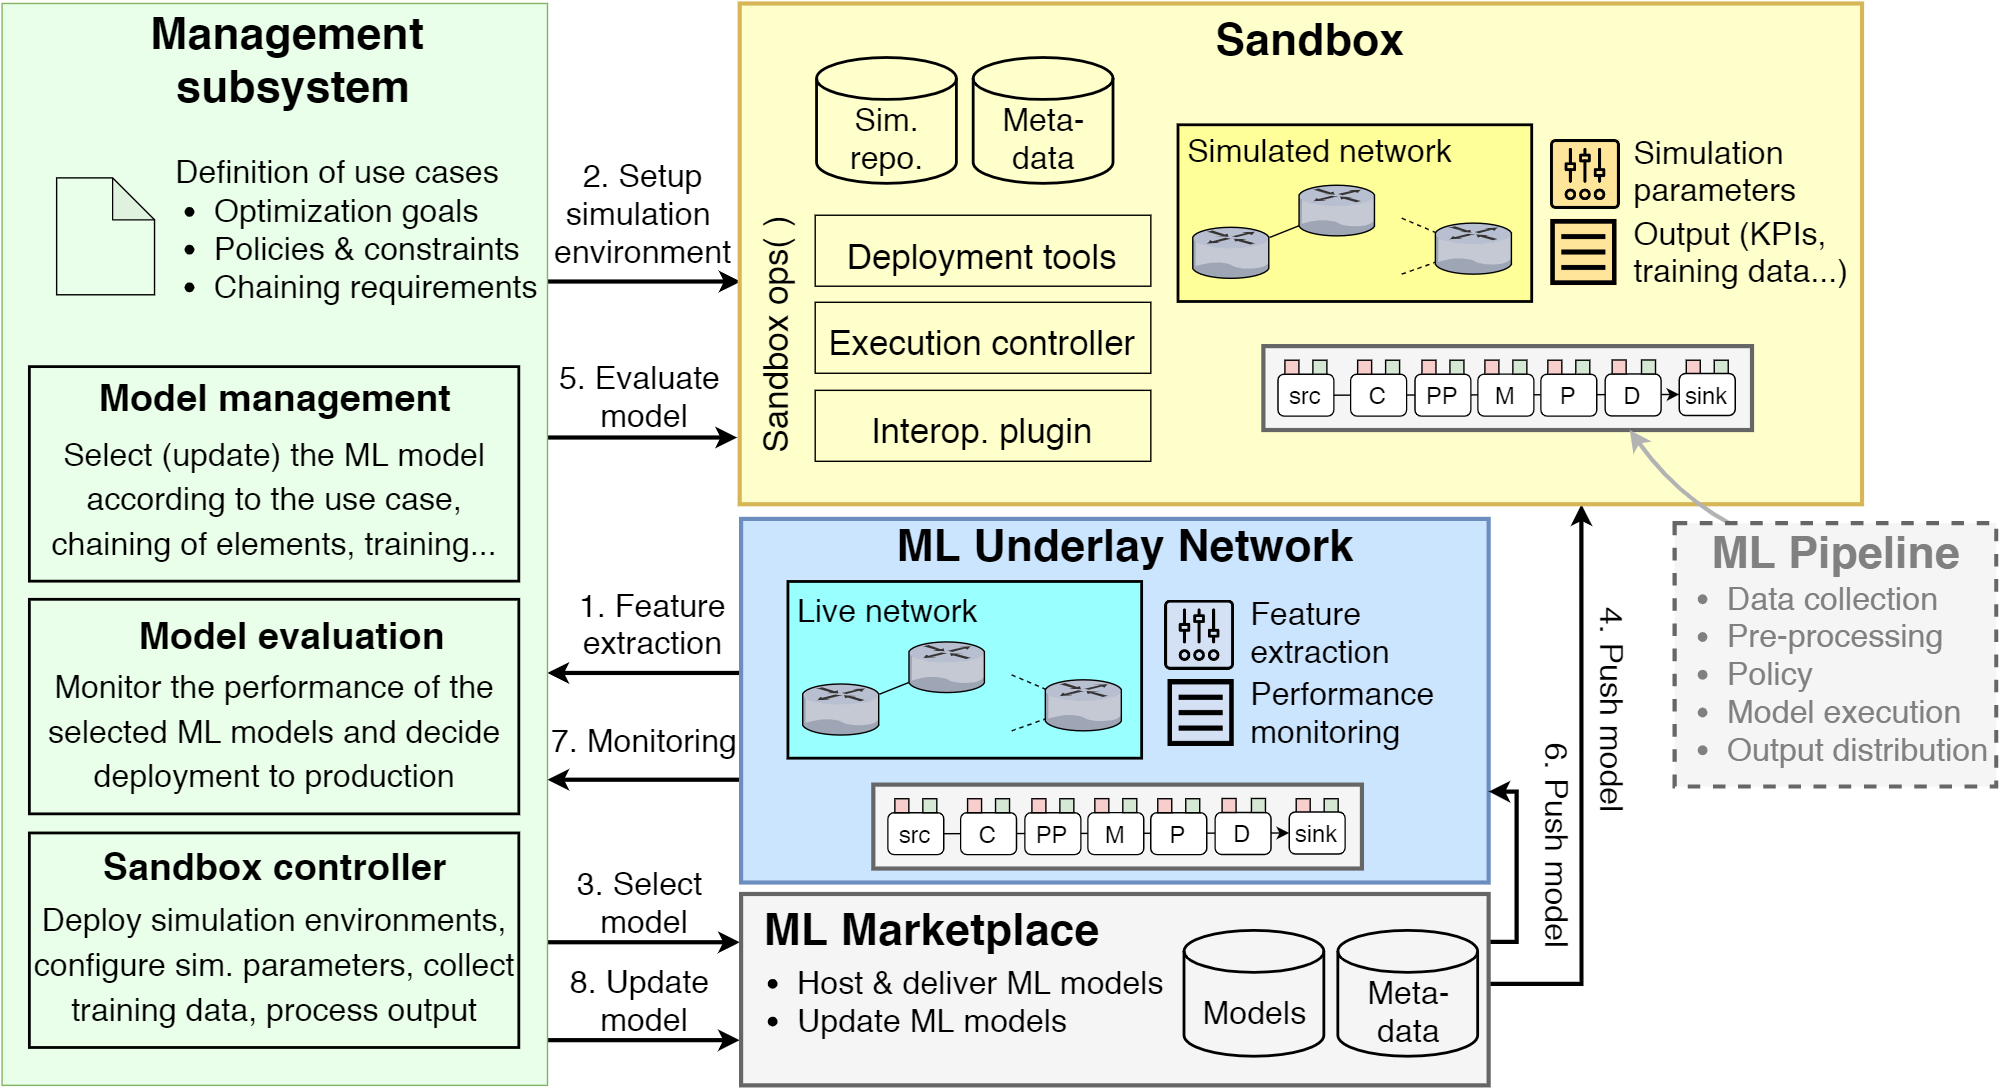 Management
subsystem
Definition of use cases
• Optimization goals
• Policies & constraints
• Chaining requirements
Model management
Select (update) the ML model
according to the use case,
chaining of elements, training...
Model evaluation
Monitor the performance of the
selected ML models and decide
deployment to production
Sandbox controller
Deploy simulation environments,
configure sim. parameters, collect
training data, process output
2. Setup
simulation
environment
5. Evaluate
model
1. Feature
extraction
7. Monitoring
3. Select
model
8. Update
model
Sandbox
Sim.
repo.
Meta-
data
Sandbox ops( )
Deployment tools
Execution controller
Interop. plugin
Simulated network
Simulation
parameters
Output (KPIs,
training data...)
src C PP M P D sink
ML Underlay Network
Live network
Feature
extraction
Performance
monitoring
src C PP M P D sink
ML Marketplace
• Host & deliver ML models
• Update ML models
Models
Meta-
data
6. Push model
4. Push model
ML Pipeline
• Data collection
• Pre-processing
• Policy
• Model execution
• Output distribution